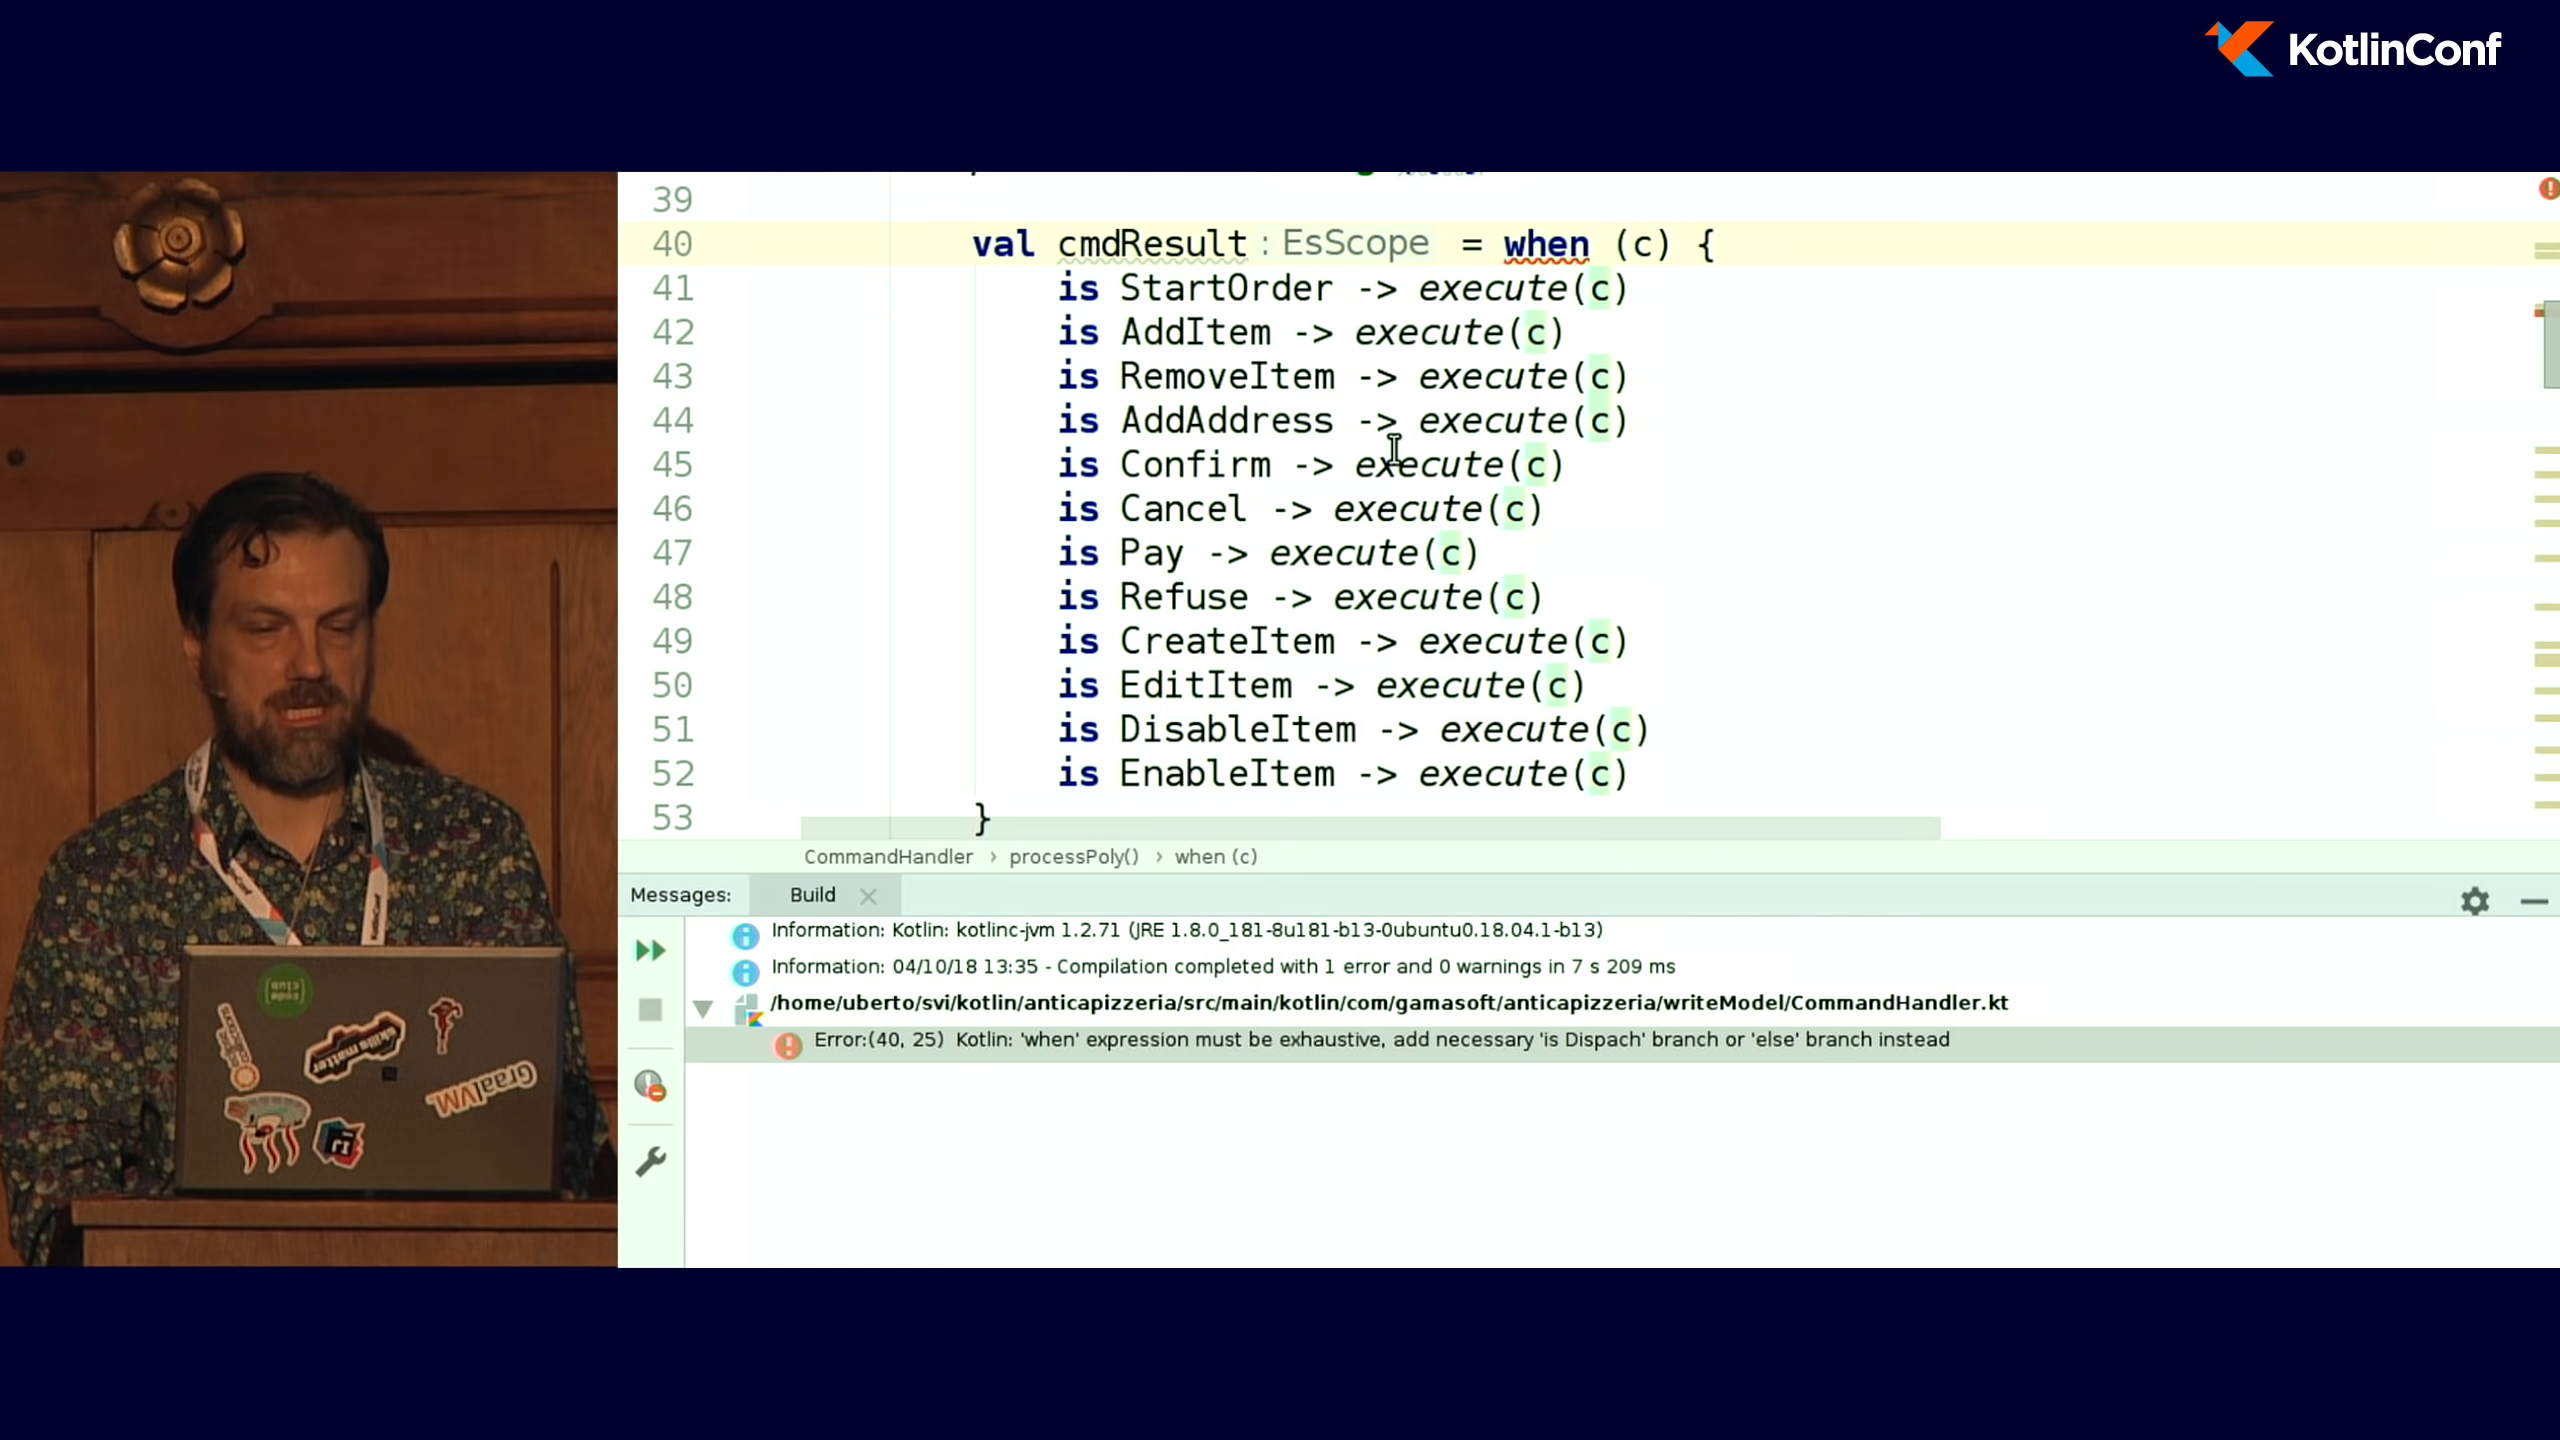 KotlinConf
39
40 val cmdResult : EsScope = when (c) {
41 is StartOrder -> execute(c)
42 is AddItem -> execute(c)
43 is RemoveItem -> execute(c)
44 is AddAddress -> execute(c)
45 is Confirm -> execute(c)
46 is Cancel -> execute(c)
47 is Pay -> execute(c)
48 is Refuse -> execute(c)
49 is CreateItem -> execute(c)
50 is EditItem -> execute(c)
51 is DisableItem -> execute(c)
52 is EnableItem -> execute(c)
53 }
CommandHandler › processPoly() › when (c)
Messages: Build
Information: Kotlin: kotlinc-jvm 1.2.71 (JRE 1.8.0_181-8u181-b13-0ubuntu0.18.04.1-b13)
Information: 04/10/18 13:35 - Compilation completed with 1 error and 0 warnings in 7 s 209 ms
/home/uberto/svi/kotlin/anticapizzeria/src/main/kotlin/com/gamasoft/anticapizzeria/writeModel/CommandHandler.kt
Error:(40, 25) Kotlin: 'when' expression must be exhaustive, add necessary 'is Dispach' branch or 'else' branch instead
code
club
skills matter
GraalVM